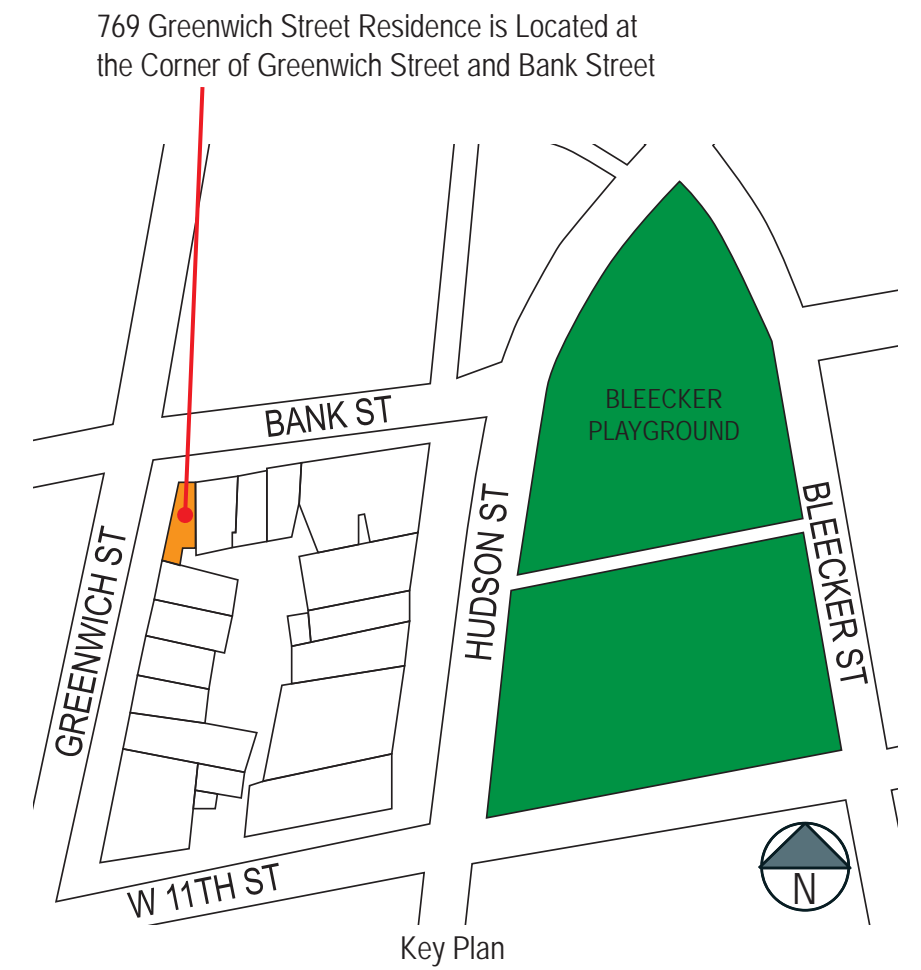 769 Greenwich Street Residence is Located at
the Corner of Greenwich Street and Bank Street
BANK ST
BLEECKER
PLAYGROUND
GREENWICH ST
HUDSON ST
BLEECKER ST
W 11TH ST
N
Key Plan